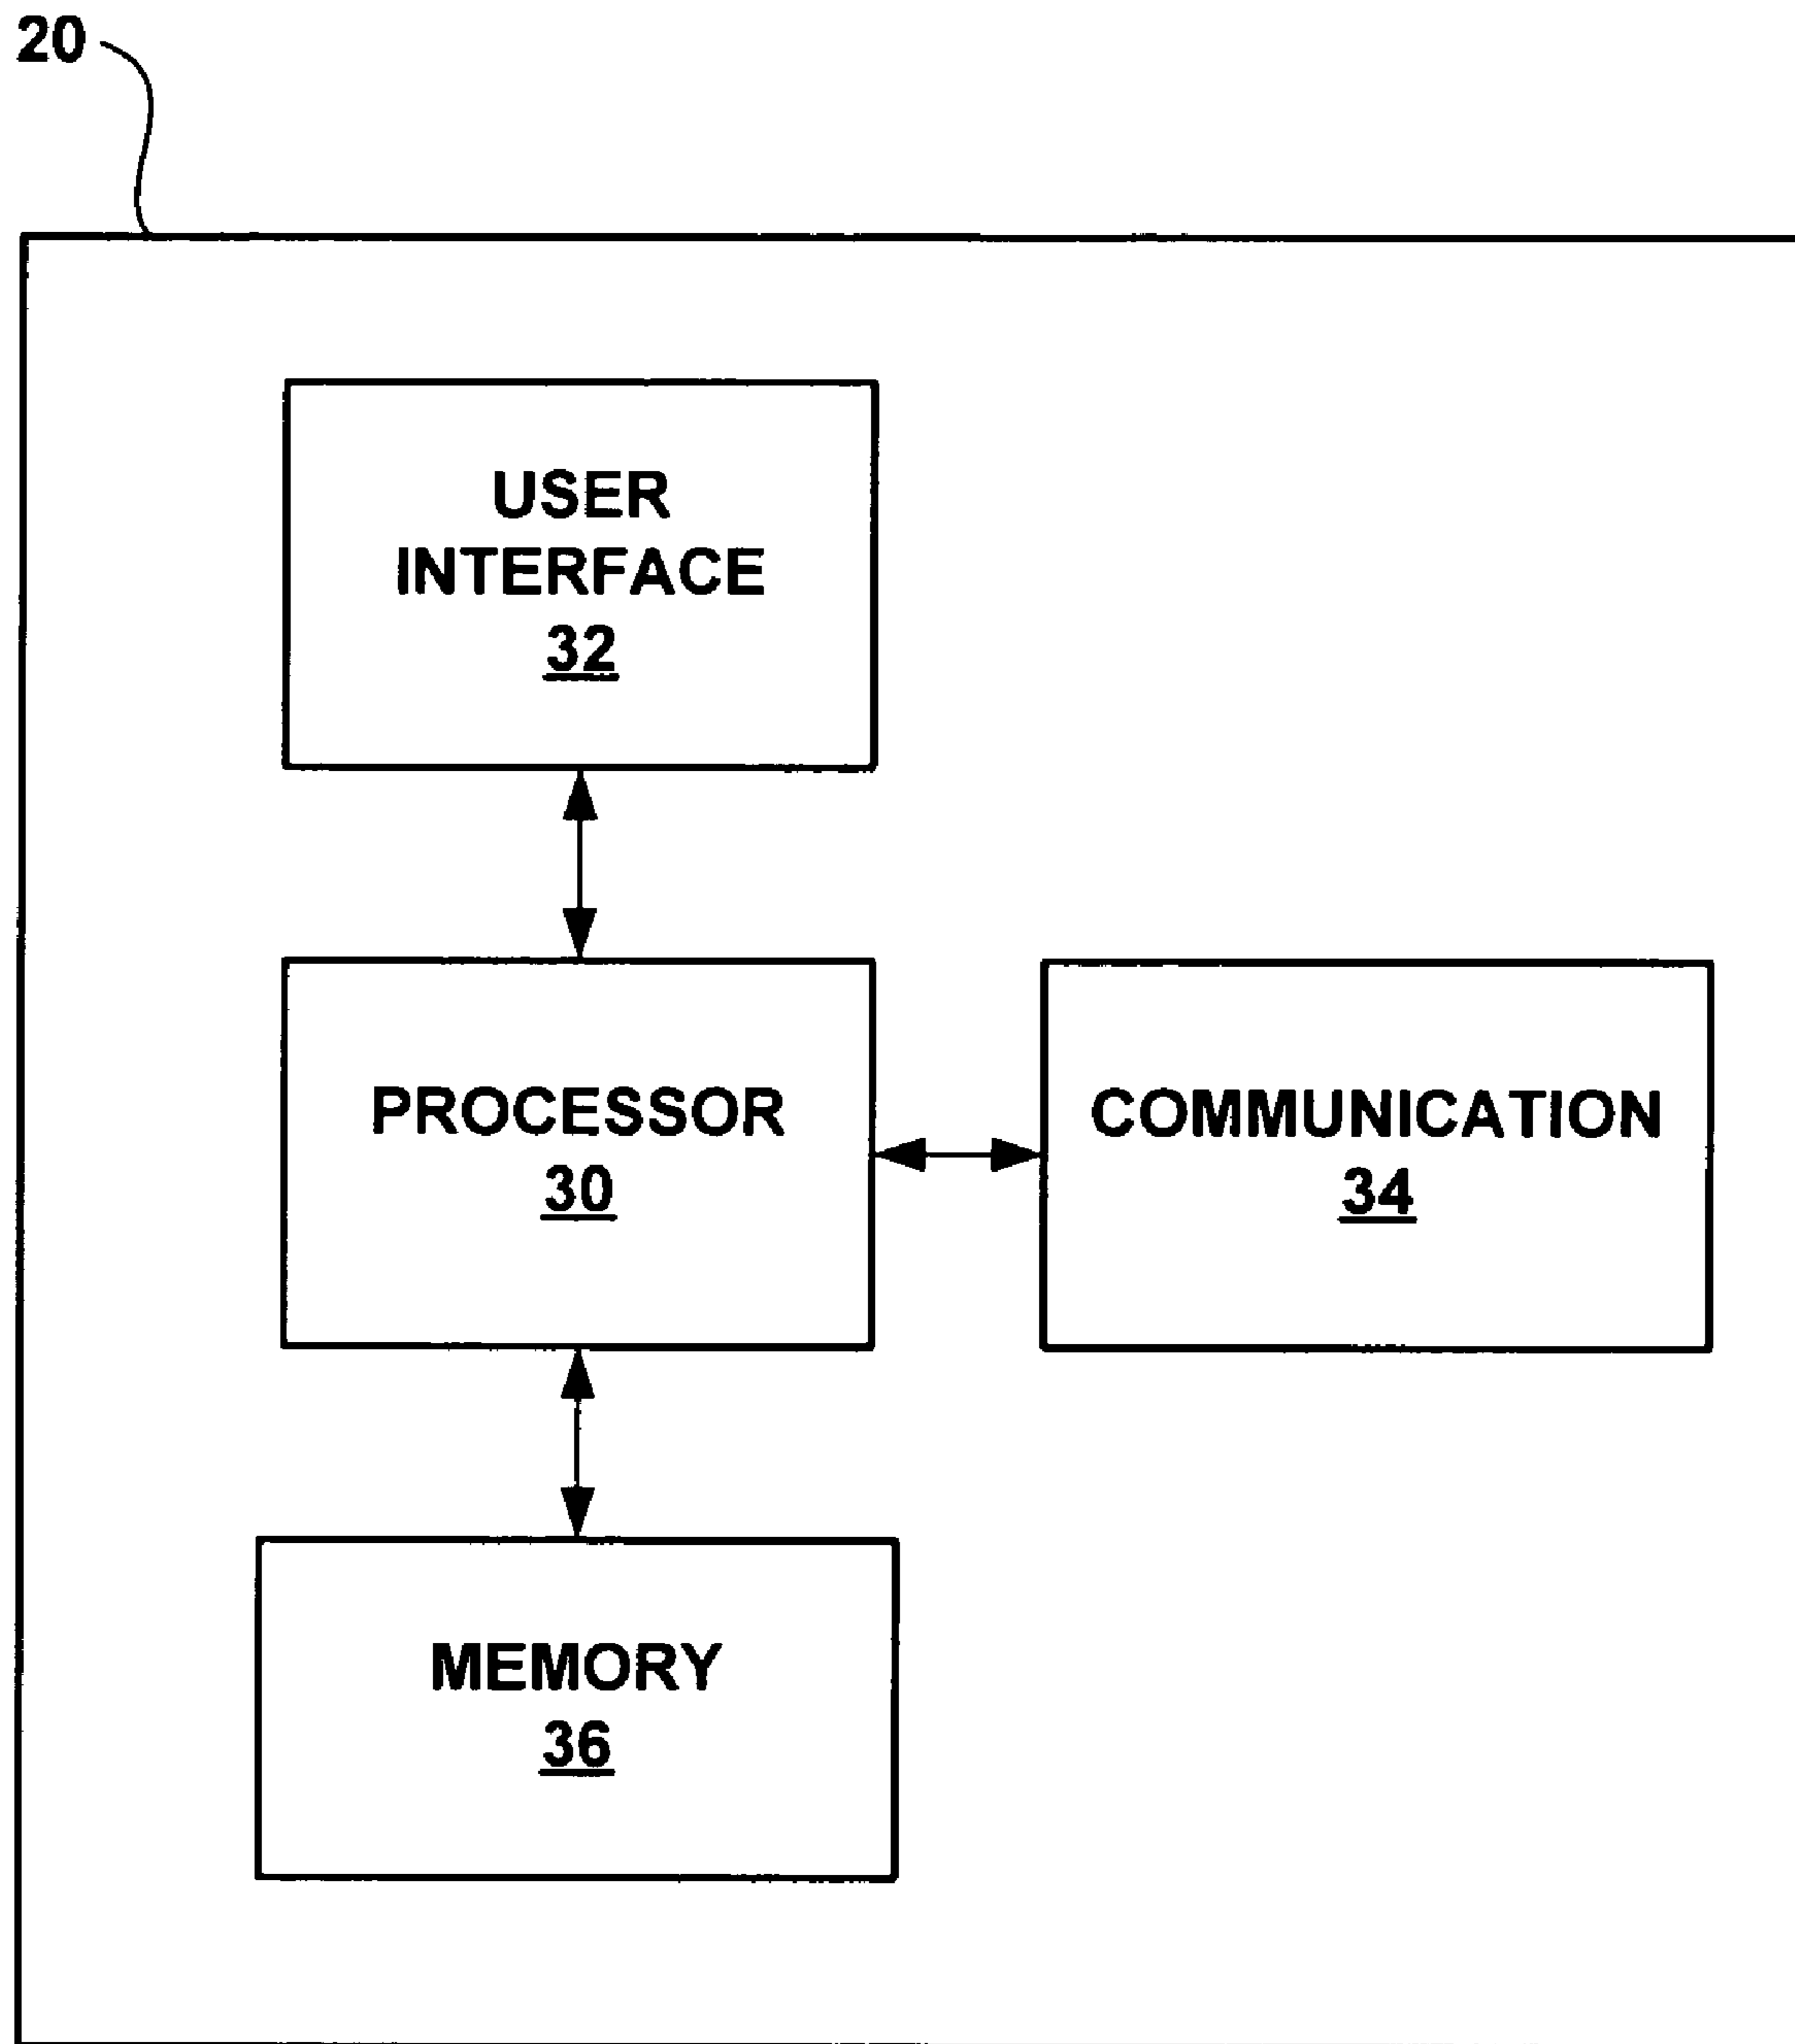 20
USER
INTERFACE
32
PROCESSOR
30
COMMUNICATION
34
MEMORY
36